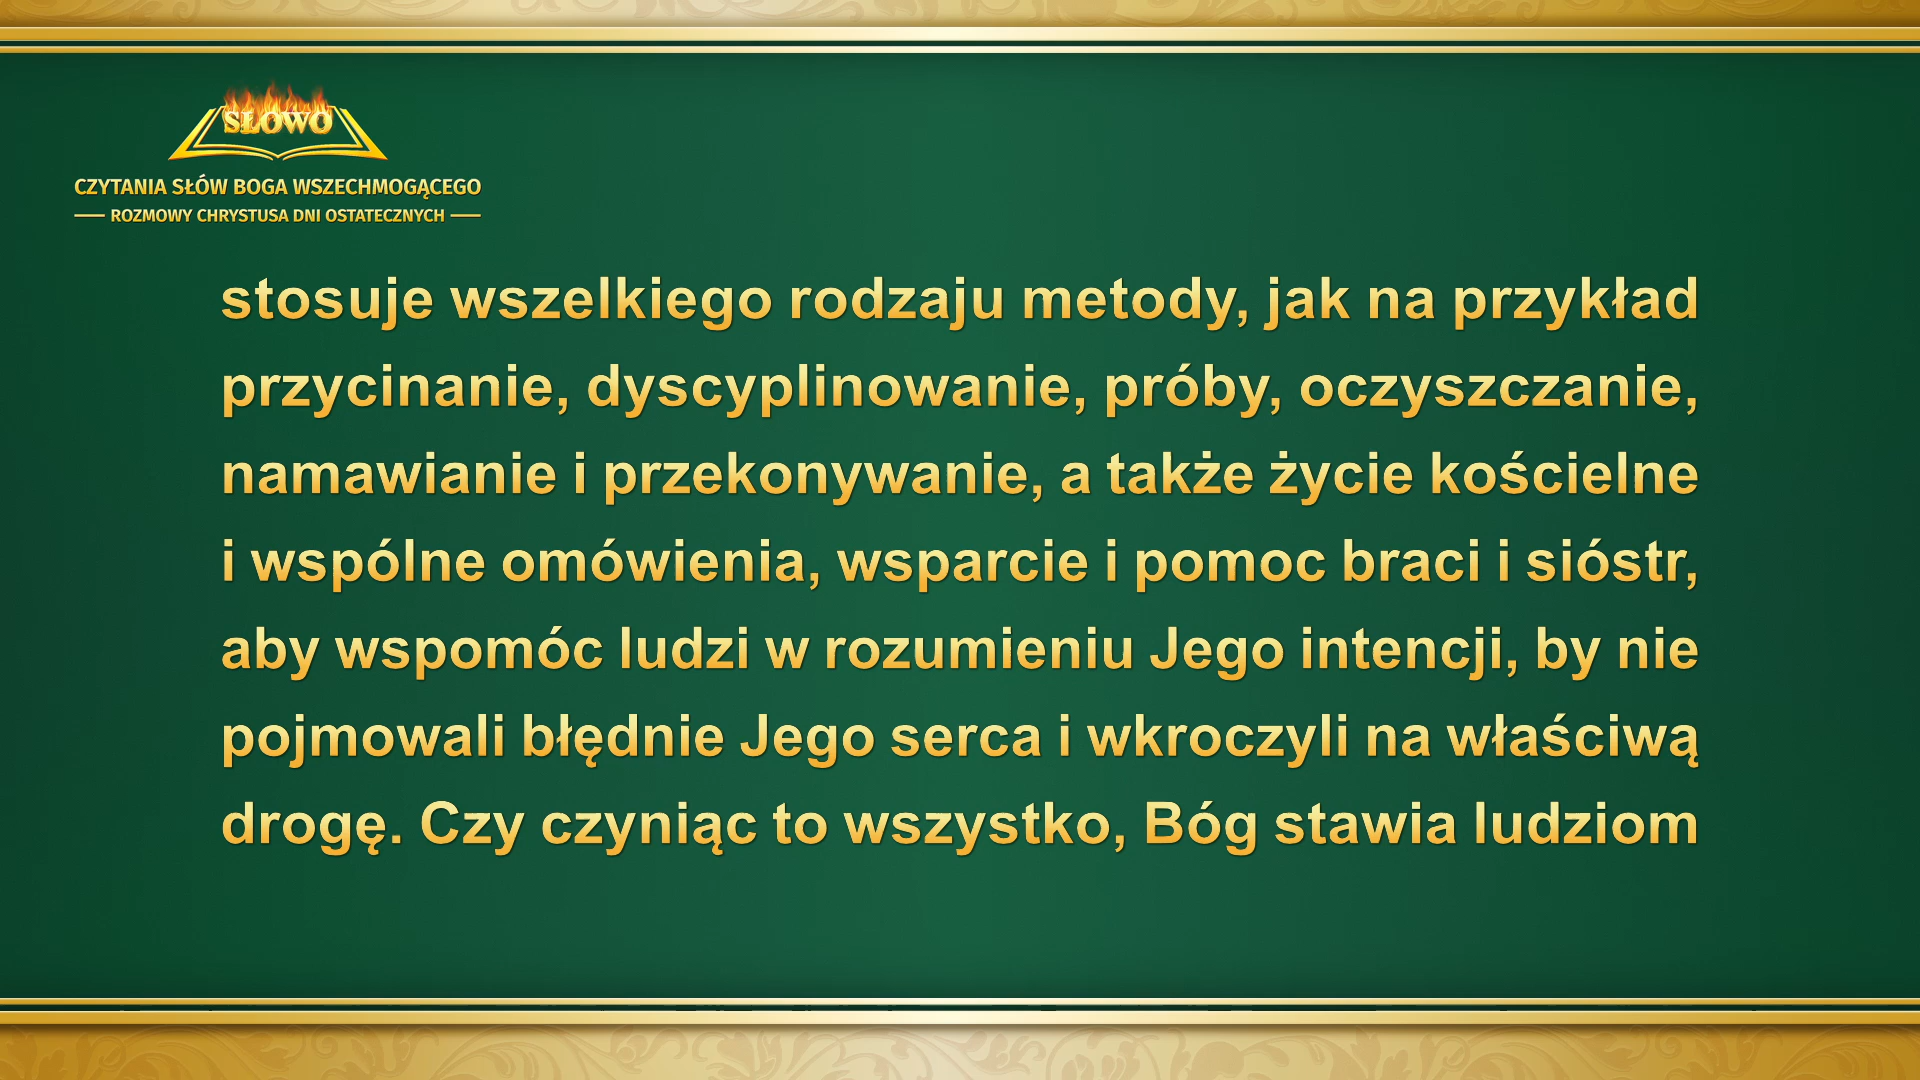 SŁOWO
CZYTANIA SŁÓW BOGA WSZECHMOGĄCEGO
ROZMOWY CHRYSTUSA DNI OSTATECZNYCH
stosuje wszelkiego rodzaju metody, jak na przykład
przycinanie, dyscyplinowanie, próby, oczyszczanie,
namawianie i przekonywanie, a także życie kościelne
i wspólne omówienia, wsparcie i pomoc braci i sióstr,
aby wspomóc ludzi w rozumieniu Jego intencji, by nie
pojmowali błędnie Jego serca i wkroczyli na właściwą
drogę. Czy czyniąc to wszystko, Bóg stawia ludziom